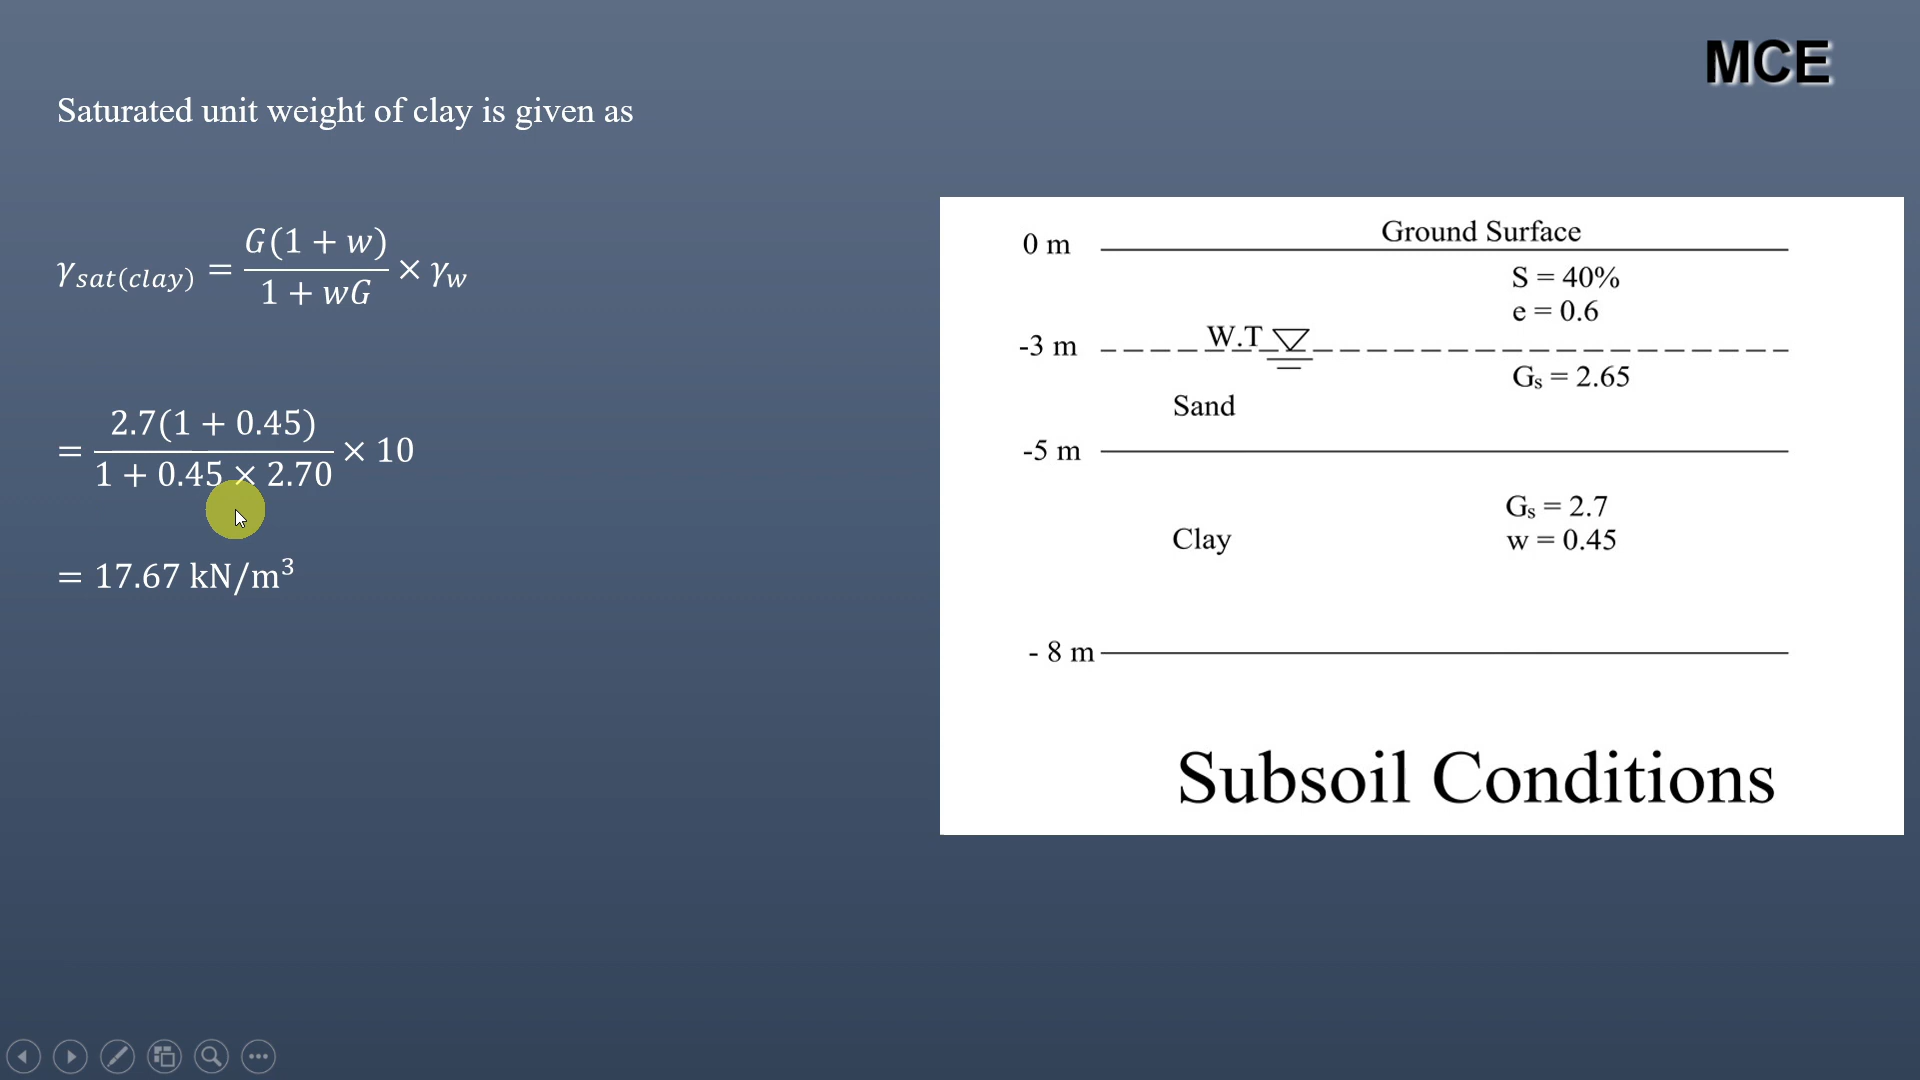 MCE
Saturated unit weight of clay is given as
γ_sat(clay) = G(1 + w) / 1 + wG × γ_w
= 2.7(1 + 0.45) / 1 + 0.45 × 2.70 × 10
= 17.67 kN/m³
Ground Surface
0 m
S = 40%
e = 0.6
W.T
-3 m
Gₛ = 2.65
Sand
-5 m
Gₛ = 2.7
Clay
w = 0.45
- 8 m
Subsoil Conditions